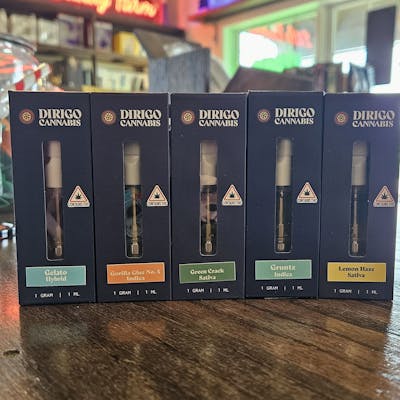 DIRIGO
CANNABIS
Gelato
Hybrid
1 GRAM | 1 ML
DIRIGO
CANNABIS
Gorilla Glue No. 4
Indica
1 GRAM | 1 ML
DIRIGO
CANNABIS
Green Crack
Sativa
1 GRAM | 1 ML
DIRIGO
CANNABIS
Gruntz
Indica
1 GRAM | 1 ML
DIRIGO
CANNABIS
Lemon Haze
Sativa
1 GRAM | 1 ML